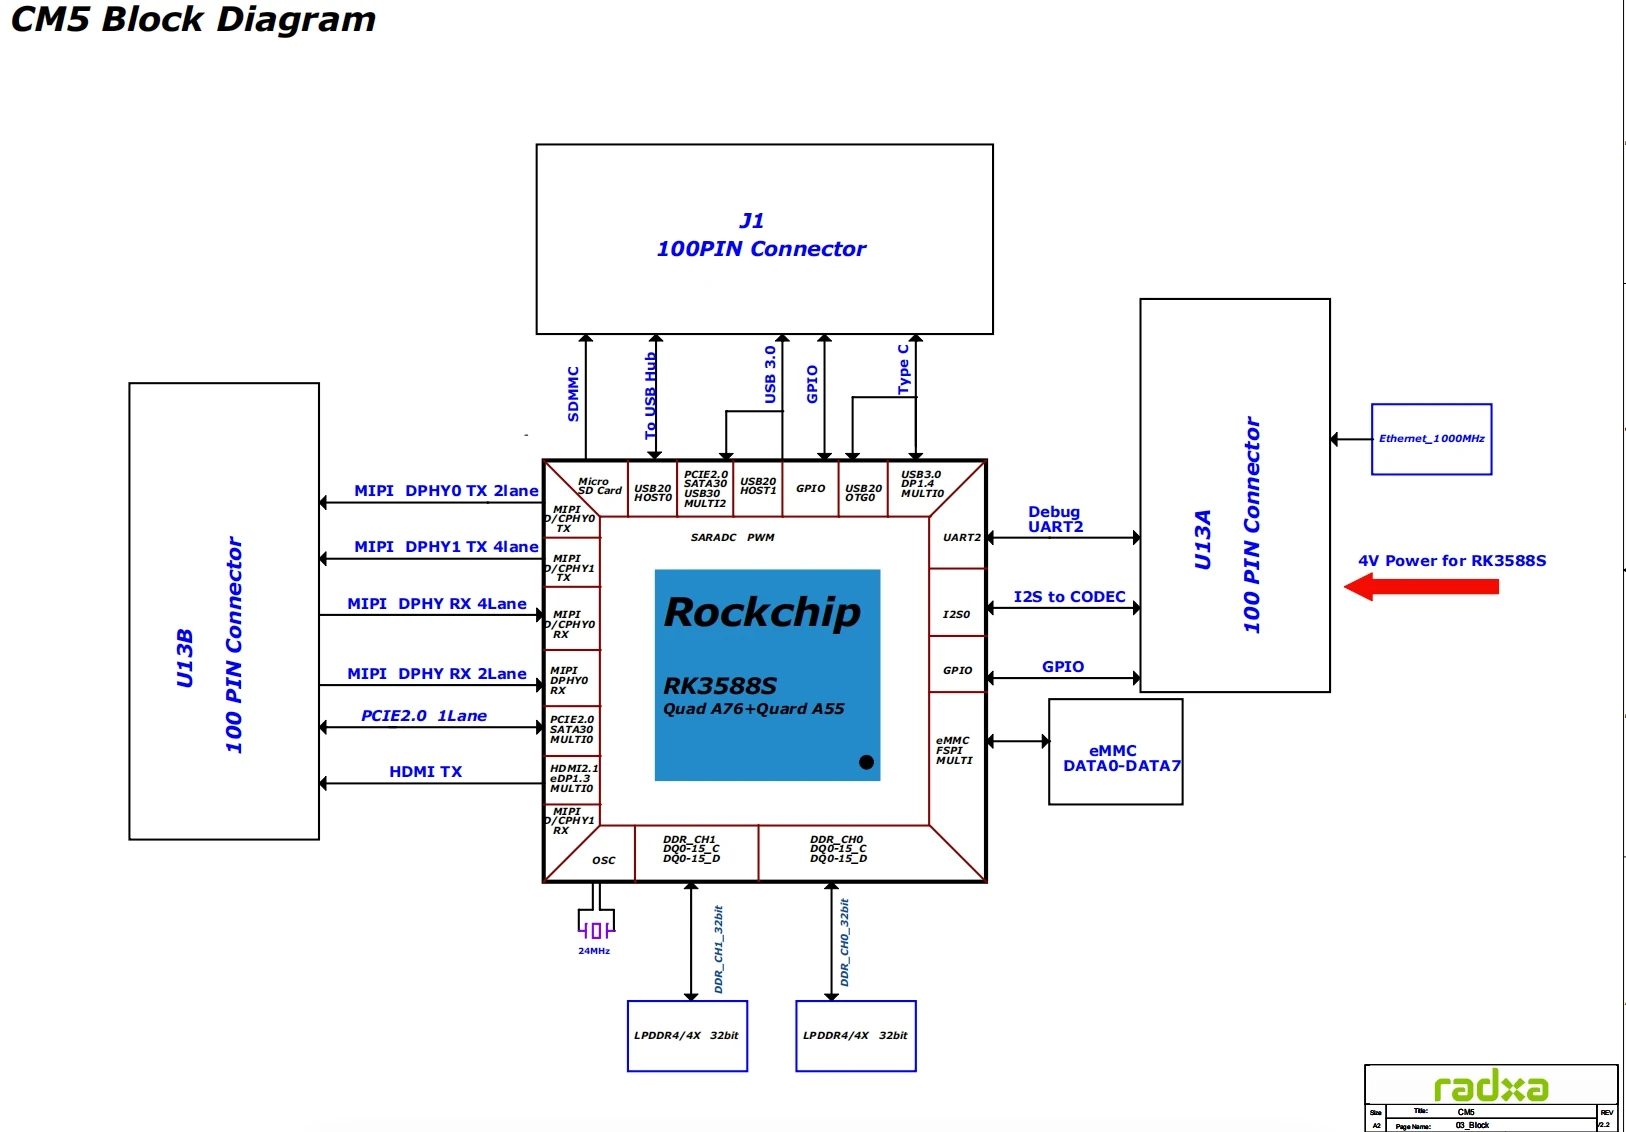 CM5 Block Diagram
J1
100PIN Connector
SDMMC
To USB Hub
USB 3.0
GPIO
Type C
U13B
100 PIN Connector
MIPI DPHY0 TX 2lane
MIPI DPHY1 TX 4lane
MIPI DPHY RX 4Lane
MIPI DPHY RX 2Lane
PCIE2.0 1Lane
HDMI TX
Micro
SD Card
USB20
HOST0
PCIE2.0
SATA30
USB30
MULTI2
USB20
HOST1
GPIO
USB20
OTG0
USB3.0
DP1.4
MULTI0
MIPI
D/CPHY0
TX
MIPI
D/CPHY1
TX
MIPI
D/CPHY0
RX
MIPI
DPHY0
RX
PCIE2.0
SATA30
MULTI0
HDMI2.1
eDP1.3
MULTI0
MIPI
D/CPHY1
RX
SARADC PWM
Rockchip
RK3588S
Quad A76+Quard A55
UART2
I2S0
GPIO
eMMC
FSPI
MULTI
OSC
DDR_CH1
DQ0-15_C
DQ0-15_D
DDR_CH0
DQ0-15_C
DQ0-15_D
Debug
UART2
I2S to CODEC
GPIO
U13A
100 PIN Connector
Ethernet_1000MHz
4V Power for RK3588S
eMMC
DATA0-DATA7
24MHz
DDR_CH1_32bit
DDR_CH0_32bit
LPDDR4/4X 32bit
LPDDR4/4X 32bit
radxa
Size
Title:
CM5
REV
A2
Page Name:
03_Block
V2.2